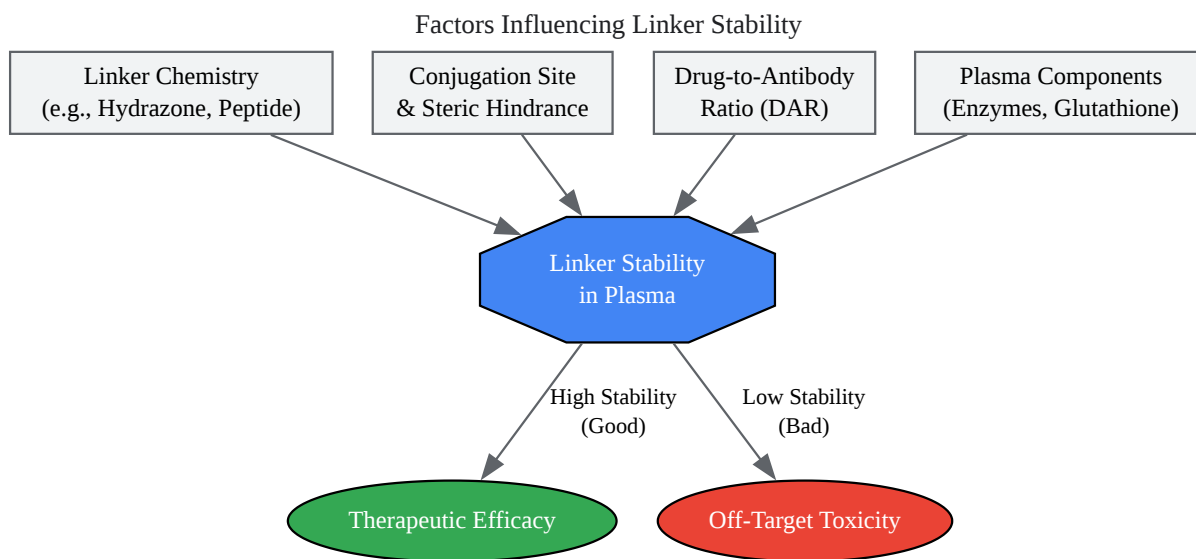 Factors Influencing Linker Stability
Linker Chemistry
(e.g., Hydrazone, Peptide)
Conjugation Site
& Steric Hindrance
Drug-to-Antibody
Ratio (DAR)
Plasma Components
(Enzymes, Glutathione)
Linker Stability
in Plasma
High Stability
(Good)
Low Stability
(Bad)
Therapeutic Efficacy
Off-Target Toxicity